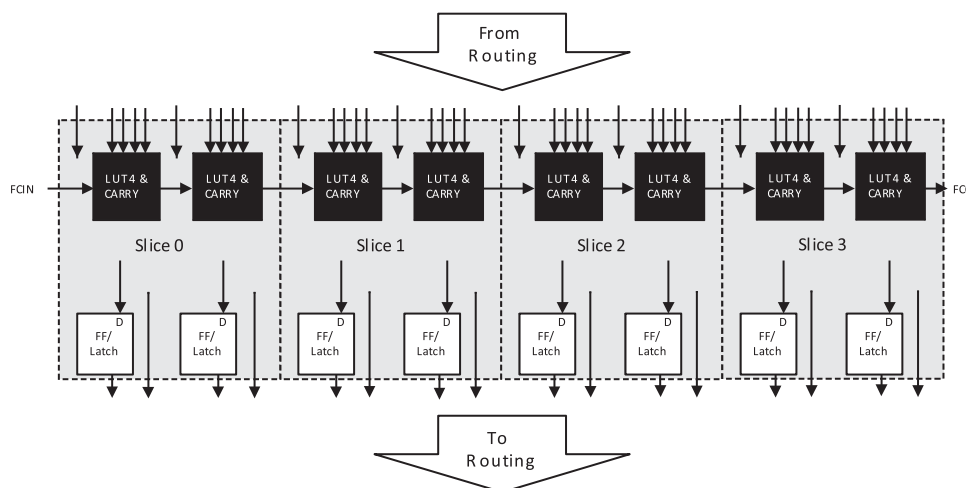 From
Routing
LUT4 &
CARRY
LUT4 &
CARRY
LUT4 &
CARRY
LUT4 &
CARRY
LUT4 &
CARRY
LUT4 &
CARRY
LUT4 &
CARRY
LUT4 &
CARRY
FCIN
Slice 0
Slice 1
Slice 2
Slice 3
D
FF/
Latch
D
FF/
Latch
D
FF/
Latch
D
FF/
Latch
D
FF/
Latch
D
FF/
Latch
D
FF/
Latch
D
FF/
Latch
To
Routing